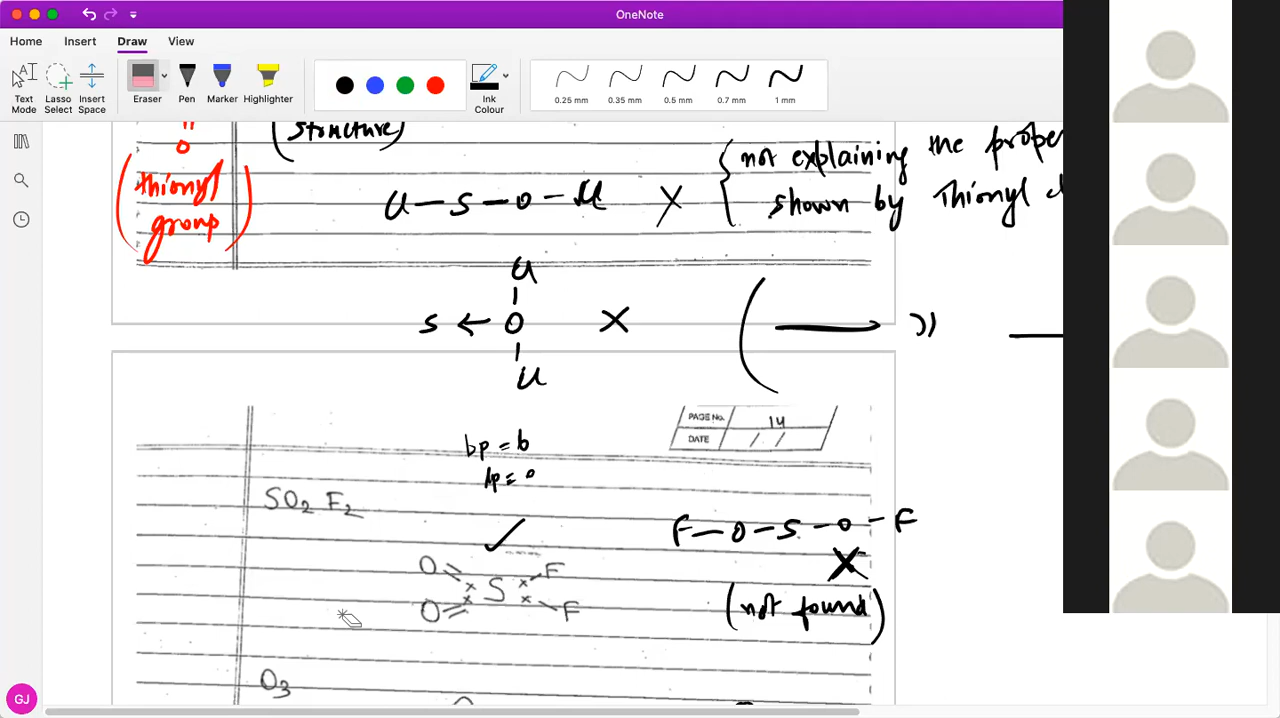 OneNote
Home Insert Draw View
Text Mode
Lasso Select
Insert Space
Eraser
Pen
Marker
Highlighter
Ink Colour
0.25 mm 0.35 mm 0.5 mm 0.7 mm 1 mm
O
(thionyl group)
(structure)
Cl — S — O — Cl X
{ not explaining the prope
shown by Thionyl
Cl
S ← O X
Cl
PAGE No. 14
DATE / /
bp = 6
lp = 0
SO2 F2
F — O — S — O — F
X
(not found)
O F
S
O F
O3
GJ